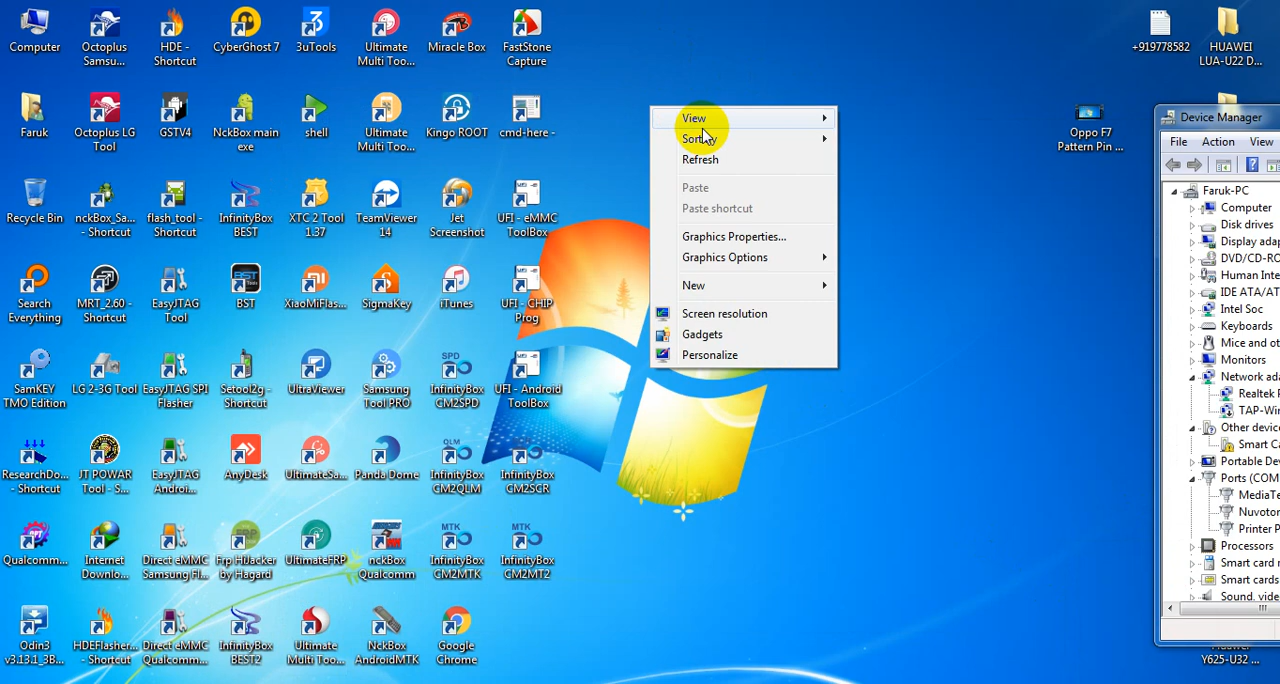 Computer
Octoplus
Samsu...
HDE -
Shortcut
CyberGhost 7
3uTools
Ultimate
Multi Too...
Miracle Box
FastStone
Capture
+919778582
HUAWEI
LUA-U22 D...
Faruk
Octoplus LG
Tool
GSTV4
NckBox main
exe
shell
Ultimate
Multi Too...
Kingo ROOT
cmd-here -
Oppo F7
Pattern Pin ...
Recycle Bin
nckBox_Sa...
- Shortcut
flash_tool -
Shortcut
InfinityBox
BEST
XTC 2 Tool
1.37
TeamViewer
14
Jet
Screenshot
UFI - eMMC
ToolBox
Search
Everything
MRT_2.60 -
Shortcut
EasyJTAG
Tool
BST
XiaoMiFlas...
SigmaKey
iTunes
UFI - CHIP
Prog
SamKEY
TMO Edition
LG 2-3G Tool
EasyJTAG SPI
Flasher
Setool2g -
Shortcut
UltraViewer
Samsung
Tool PRO
SPD
InfinityBox
CM2SPD
UFI - Android
ToolBox
ResearchDo...
- Shortcut
JT POWAR
Tool - S...
EasyJTAG
Androi...
AnyDesk
UltimateSa...
Panda Dome
QLM
InfinityBox
CM2QLM
InfinityBox
CM2SCR
Qualcomm...
Internet
Downlo...
Direct eMMC
Samsung Fl...
Frp HIJacker
by Hagard
UltimateFRP
nckBox
Qualcomm
MTK
InfinityBox
CM2MTK
MTK
InfinityBox
CM2MT2
Odin3
v3.13.1_3B...
HDEFlasher...
- Shortcut
Direct eMMC
Qualcomm...
InfinityBox
BEST2
Ultimate
Multi Too...
NckBox
AndroidMTK
Google
Chrome
View
Sort by
Refresh
Paste
Paste shortcut
Graphics Properties...
Graphics Options
New
Screen resolution
Gadgets
Personalize
Device Manager
File Action View
Faruk-PC
Computer
Disk drives
Display adap
DVD/CD-RO
Human Inte
IDE ATA/AT
Intel Soc
Keyboards
Mice and ot
Monitors
Network ada
Realtek P
TAP-Win
Other device
Smart Ca
Portable Dev
Ports (COM
MediaTe
Nuvoton
Printer P
Processors
Smart card r
Smart cards
Sound, vide
Huawei
Y625-U32 ...